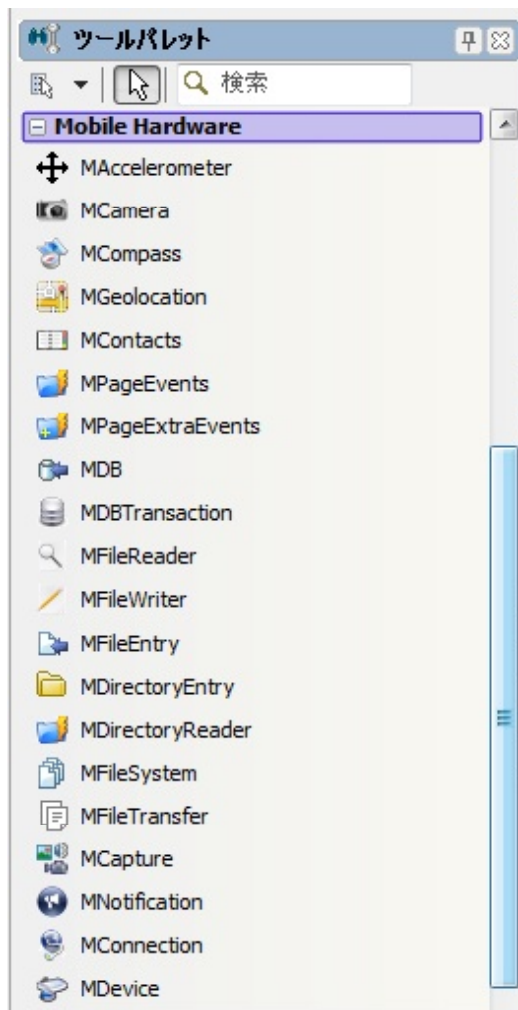 ツールパレット
検索
Mobile Hardware
MAccelerometer
MCamera
MCompass
MGeolocation
MContacts
MPageEvents
MPageExtraEvents
MDB
MDBTransaction
MFileReader
MFileWriter
MFileEntry
MDirectoryEntry
MDirectoryReader
MFileSystem
MFileTransfer
MCapture
MNotification
MConnection
MDevice